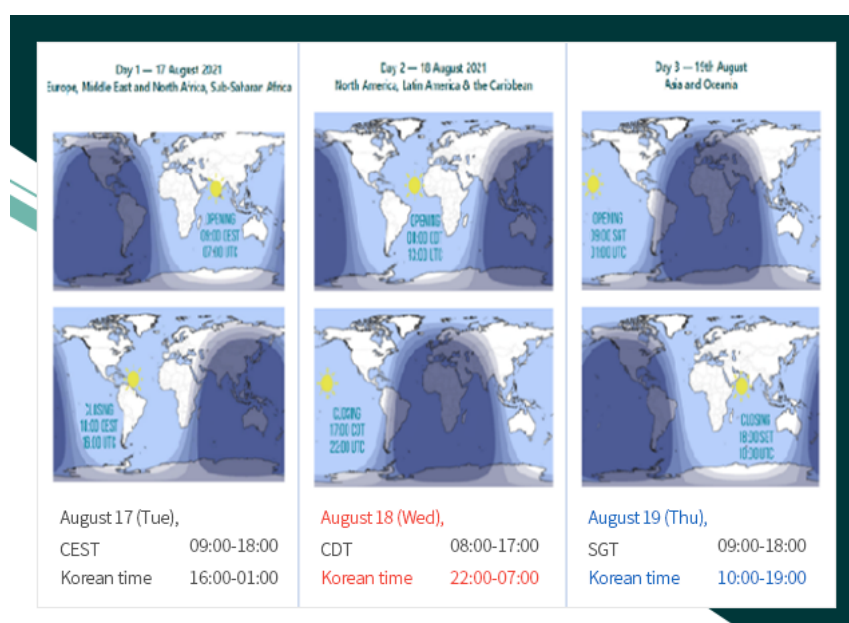 Day 1 — 17 August 2021
Europe, Middle East and North Africa, Sub-Saharan Africa
OPENING
CEST
07:00 UTC
CLOSING
18:00 CEST
16:00 UTC
August 17 (Tue),
CEST 09:00-18:00
Korean time 16:00-01:00
Day 2 — 18 August 2021
North America, Latin America & the Caribbean
OPENING
08:00 CDT
13:00 UTC
CLOSING
17:00 CDT
22:00 UTC
August 18 (Wed),
CDT 08:00-17:00
Korean time 22:00-07:00
Day 3 — 19th August
Asia and Oceania
OPENING
09:00 SGT
01:00 UTC
CLOSING
18:00 SGT
10:00 UTC
August 19 (Thu),
SGT 09:00-18:00
Korean time 10:00-19:00